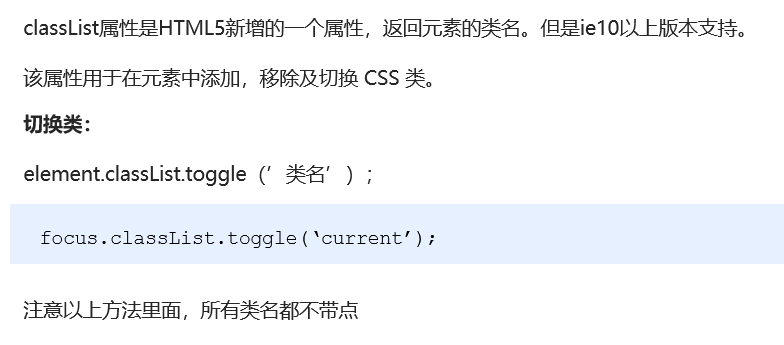 classList属性是HTML5新增的一个属性，返回元素的类名。但是ie10以上版本支持。
该属性用于在元素中添加，移除及切换 CSS 类。
切换类：
element.classList.toggle（’类名’）;
focus.classList.toggle(‘current’);
注意以上方法里面，所有类名都不带点